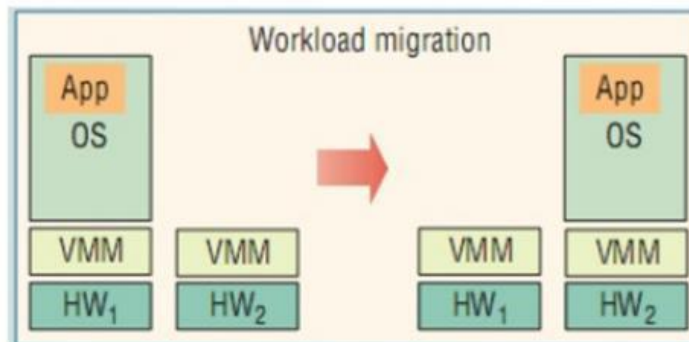 Workload migration
App
OS
App
OS
VMM
VMM
VMM
VMM
HW₁
HW₂
HW₁
HW₂